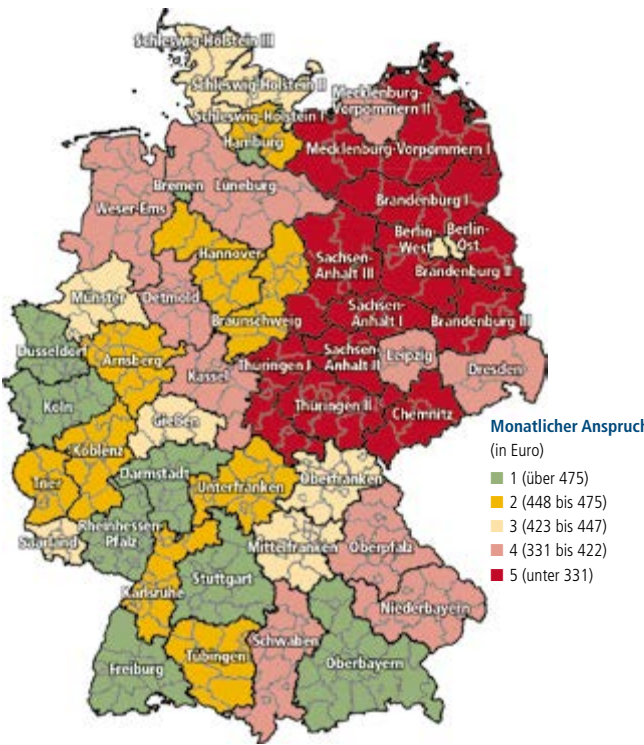 Schleswig-Holstein III
Schleswig-Holstein II
Mecklenburg-
Vorpommern II
Schleswig-Holstein I
Hamburg
Mecklenburg-Vorpommern I
Bremen
Lüneburg
Brandenburg I
Weser-Ems
Berlin-
West
Berlin-
Ost
Hannover
Sachsen-
Anhalt III
Brandenburg II
Münster
Detmold
Braunschweig
Sachsen-
Anhalt I
Brandenburg III
Düsseldorf
Arnsberg
Kassel
Thüringen I
Sachsen-
Anhalt II
Leipzig
Dresden
Köln
Gießen
Thüringen II
Chemnitz
Koblenz
Darmstadt
Unterfranken
Oberfranken
Trier
Rheinhessen-
Pfalz
Saarland
Mittelfranken
Oberpfalz
Karlsruhe
Stuttgart
Niederbayern
Freiburg
Tübingen
Schwaben
Oberbayern
Monatlicher Anspruch
(in Euro)
1 (über 475)
2 (448 bis 475)
3 (423 bis 447)
4 (331 bis 422)
5 (unter 331)